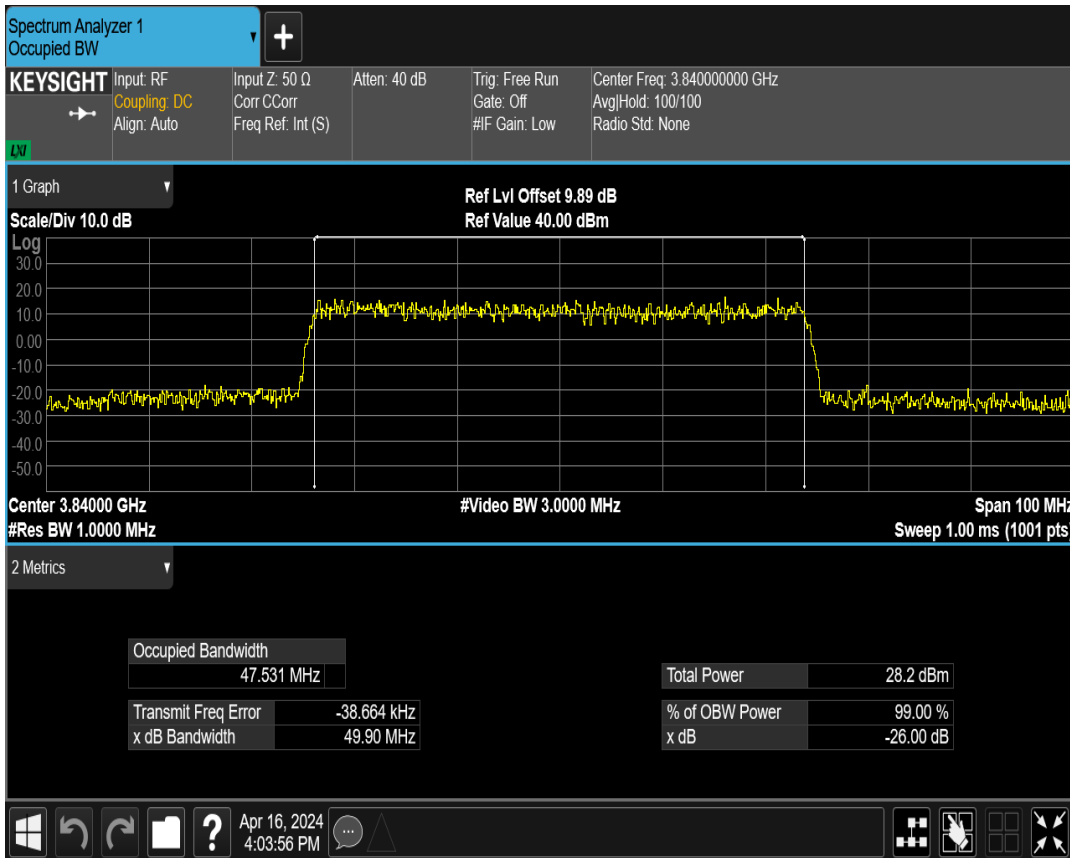 Spectrum Analyzer 1
Occupied BW
+
KEYSIGHT
LXI
Input: RF
Coupling: DC
Align: Auto
Input Z: 50 Ω
Corr CCorr
Freq Ref: Int (S)
Atten: 40 dB
Trig: Free Run
Gate: Off
#IF Gain: Low
Center Freq: 3.840000000 GHz
Avg|Hold: 100/100
Radio Std: None
1 Graph
Scale/Div 10.0 dB
Ref Lvl Offset 9.89 dB
Ref Value 40.00 dBm
Log
30.0
20.0
10.0
0.00
-10.0
-20.0
-30.0
-40.0
-50.0
Center 3.84000 GHz
#Video BW 3.0000 MHz
Span 100 MHz
#Res BW 1.0000 MHz
Sweep 1.00 ms (1001 pts)
2 Metrics
Occupied Bandwidth
47.531 MHz
Transmit Freq Error -38.664 kHz
x dB Bandwidth 49.90 MHz
Total Power 28.2 dBm
% of OBW Power 99.00 %
x dB -26.00 dB
?
Apr 16, 2024
4:03:56 PM